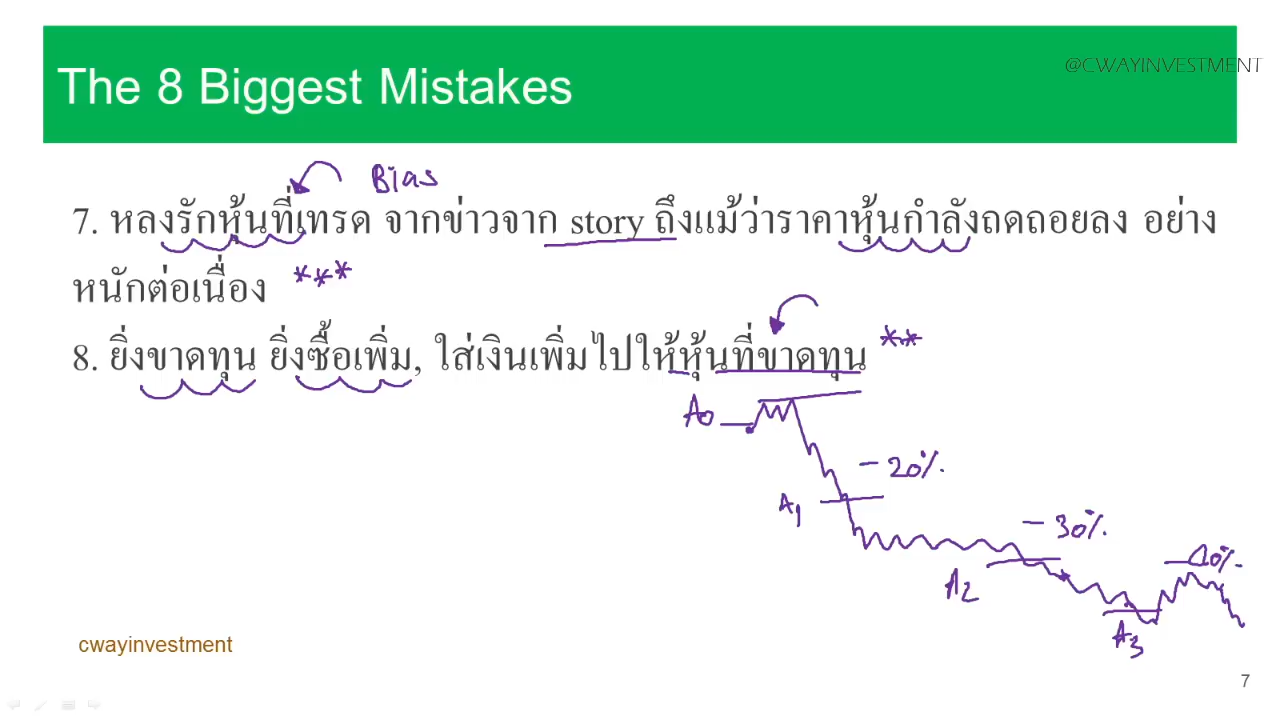 @CWAYINVESTMENT
The 8 Biggest Mistakes
Bias
7. หลงรักหุ้นที่เทรด จากข่าวจาก story ถึงแม้ว่าราคาหุ้นกำลังถดถอยลง อย่าง
หนักต่อเนื่อง ***
8. ยิ่งขาดทุน ยิ่งซื้อเพิ่ม, ใส่เงินเพิ่มไปให้หุ้นที่ขาดทุน **
A0
- 20%
A1
- 30%
A2
A3
cwayinvestment
7